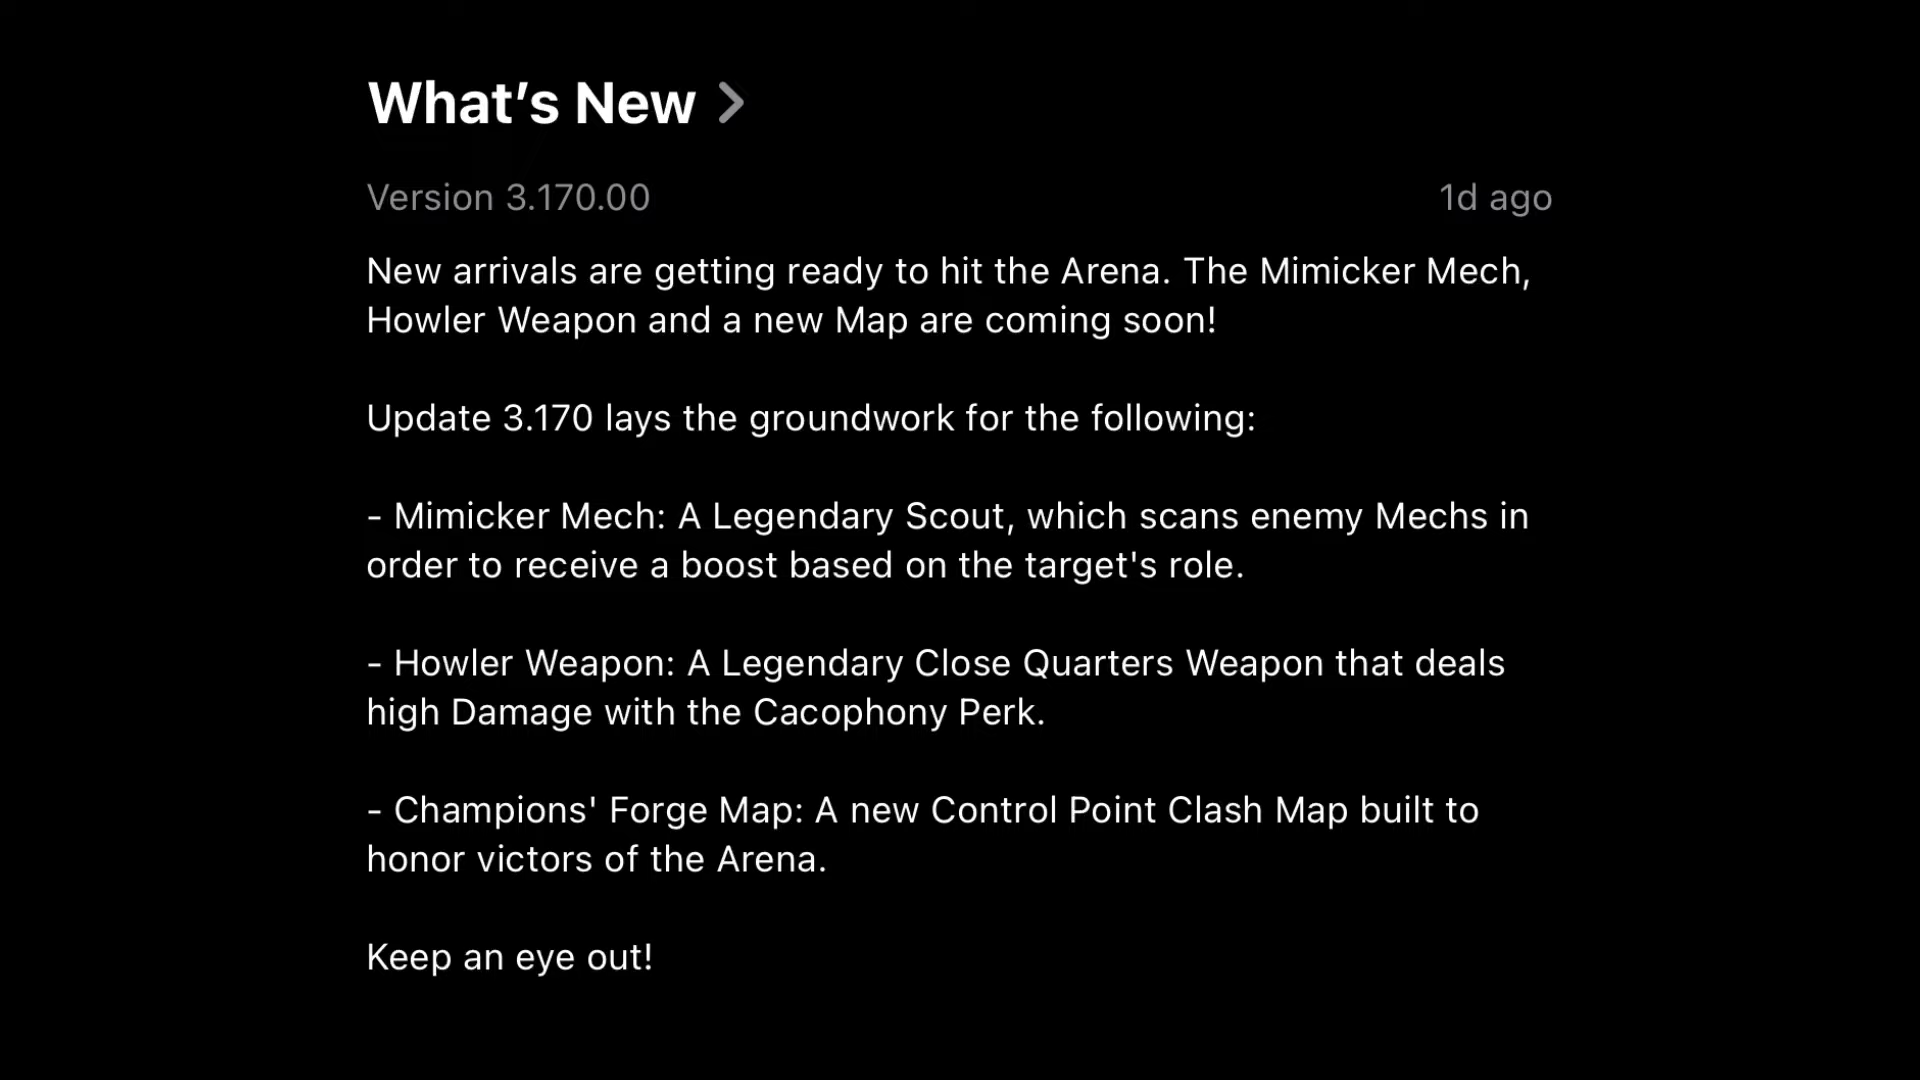 What's New
Version 3.170.00
1d ago
New arrivals are getting ready to hit the Arena. The Mimicker Mech,
Howler Weapon and a new Map are coming soon!
Update 3.170 lays the groundwork for the following:
- Mimicker Mech: A Legendary Scout, which scans enemy Mechs in
order to receive a boost based on the target's role.
- Howler Weapon: A Legendary Close Quarters Weapon that deals
high Damage with the Cacophony Perk.
- Champions' Forge Map: A new Control Point Clash Map built to
honor victors of the Arena.
Keep an eye out!